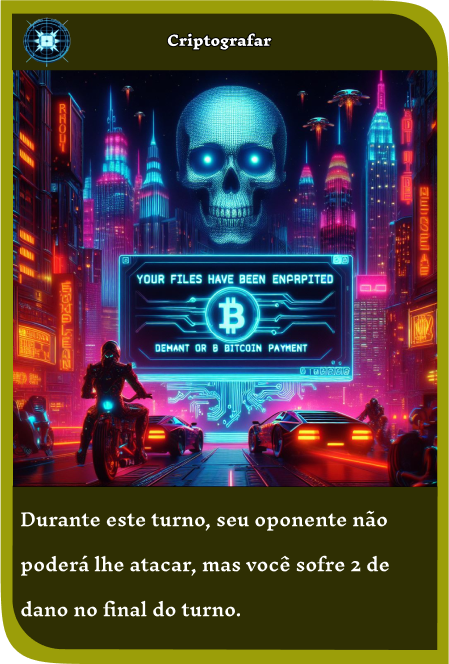 Criptografar
YOUR FILES HAVE BEEN ENPRPITED
DEMANT OR B BITCOIN PAYMENT
Durante este turno, seu oponente não
poderá lhe atacar, mas você sofre 2 de
dano no final do turno.